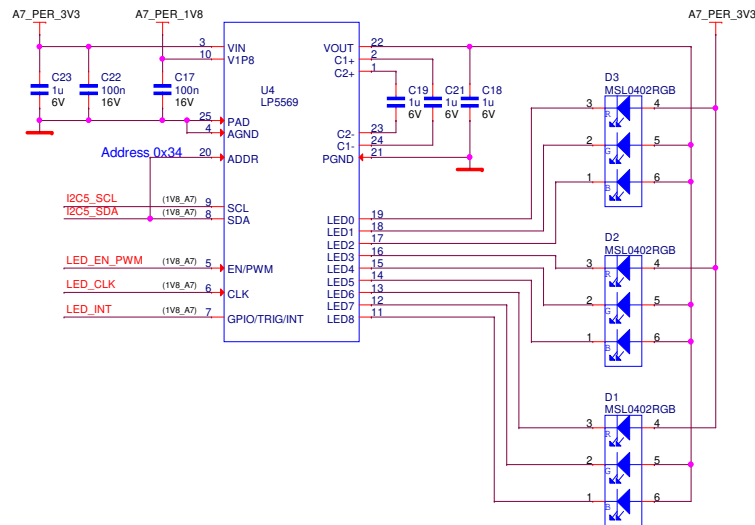 A7_PER_3V3
A7_PER_1V8
A7_PER_3V3
3 VIN
10 V1P8
VOUT 22
C1+ 2
C2+ 1
C23
1u
6V
C22
100n
16V
C17
100n
16V
U4
LP5569
C19
1u
6V
C21
1u
6V
C18
1u
6V
25 PAD
4 AGND
C2- 23
C1- 24
PGND 21
Address 0x34
20 ADDR
I2C5_SCL (1V8_A7) 9 SCL
I2C5_SDA (1V8_A7) 8 SDA
LED_EN_PWM (1V8_A7) 5 EN/PWM
LED_CLK (1V8_A7) 6 CLK
LED_INT (1V8_A7) 7 GPIO/TRIG/INT
LED0 19
LED1 18
LED2 17
LED3 16
LED4 15
LED5 14
LED6 13
LED7 12
LED8 11
D3
MSL0402RGB
3 R 4
2 G 5
1 B 6
D2
MSL0402RGB
3 R 4
2 G 5
1 B 6
D1
MSL0402RGB
3 R 4
2 G 5
1 B 6